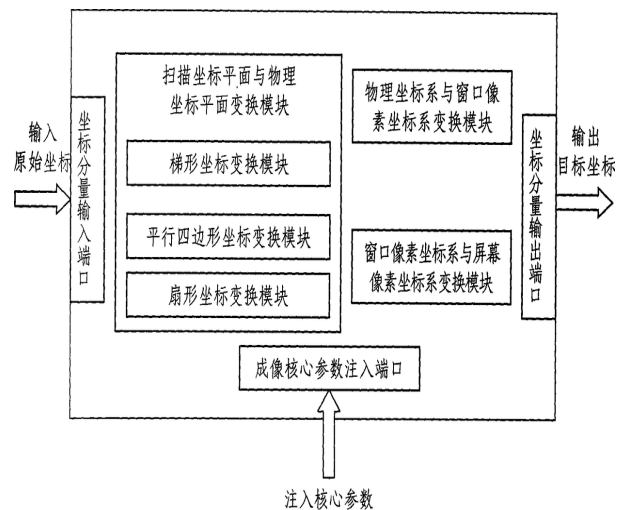 输入
原始坐标
坐标分量输入端口
扫描坐标平面与物理
坐标平面变换模块
梯形坐标变换模块
平行四边形坐标变换模块
扇形坐标变换模块
物理坐标系与窗口像
素坐标系变换模块
窗口像素坐标系与屏幕
像素坐标系变换模块
坐标分量输出端口
输出
目标坐标
成像核心参数注入端口
注入核心参数